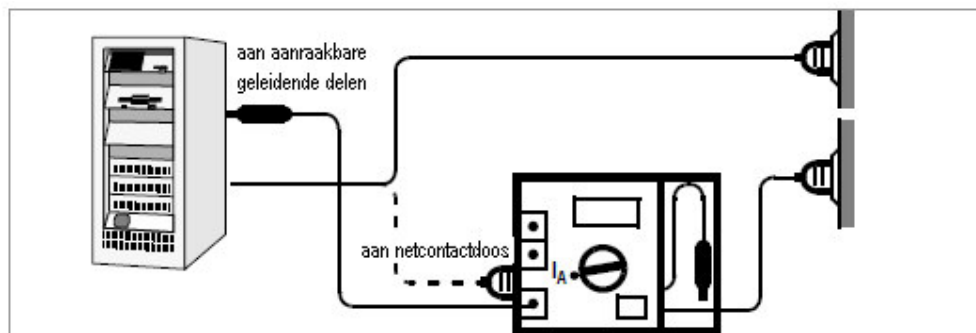 aan aanraakbare
geleidende delen
aan netcontactdoos
IA